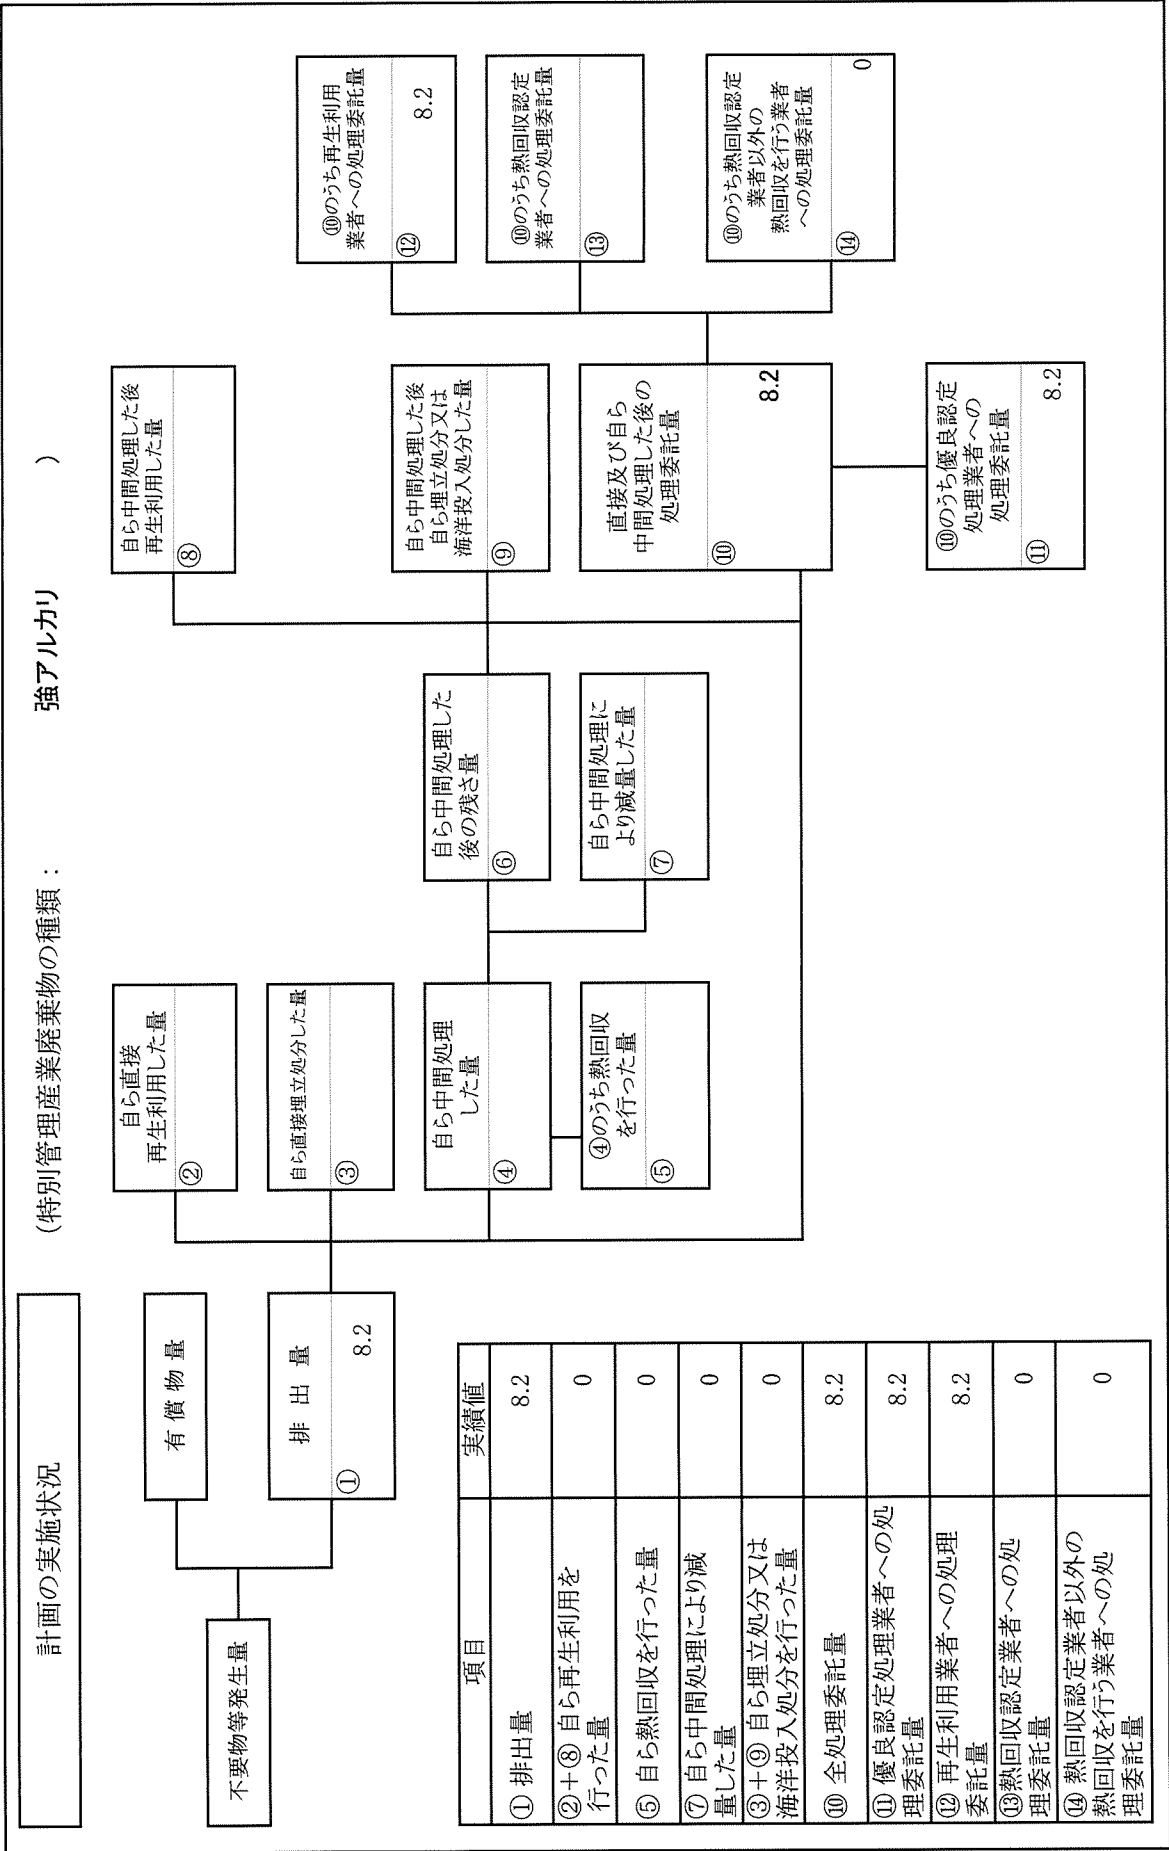 計画の実施状況
(特別管理産業廃棄物の種類：
強アルカリ
)
不要物等発生量
有償物量
排出量
①
8.2
自ら直接
再生利用した量
②
自ら直接埋立処分した量
③
自ら中間処理
した量
④
④のうち熱回収
を行った量
⑤
自ら中間処理した
後の残さ量
⑥
自ら中間処理に
より減量した量
⑦
自ら中間処理した後
再生利用した量
⑧
自ら中間処理した後
自ら埋立処分又は
海洋投入処分した量
⑨
直接及び自ら
中間処理した後の
処理委託量
⑩
8.2
⑩のうち優良認定
処理業者への
処理委託量
⑪
8.2
⑩のうち再生利用
業者への処理委託量
⑫
8.2
⑩のうち熱回収認定
業者への処理委託量
⑬
⑩のうち熱回収認定
業者以外の
熱回収を行う業者
への処理委託量
⑭
0
項目
実績値
① 排出量
8.2
②+⑧ 自ら再生利用を
行った量
0
⑤ 自ら熱回収を行った量
0
⑦ 自ら中間処理により減
量した量
0
③+⑨ 自ら埋立処分又は
海洋投入処分を行った量
0
⑩ 全処理委託量
8.2
⑪ 優良認定処理業者への処
理委託量
8.2
⑫ 再生利用業者への処理
委託量
8.2
⑬熱回収認定業者への処
理委託量
0
⑭ 熱回収認定業者以外の
熱回収を行う業者への処
理委託量
0